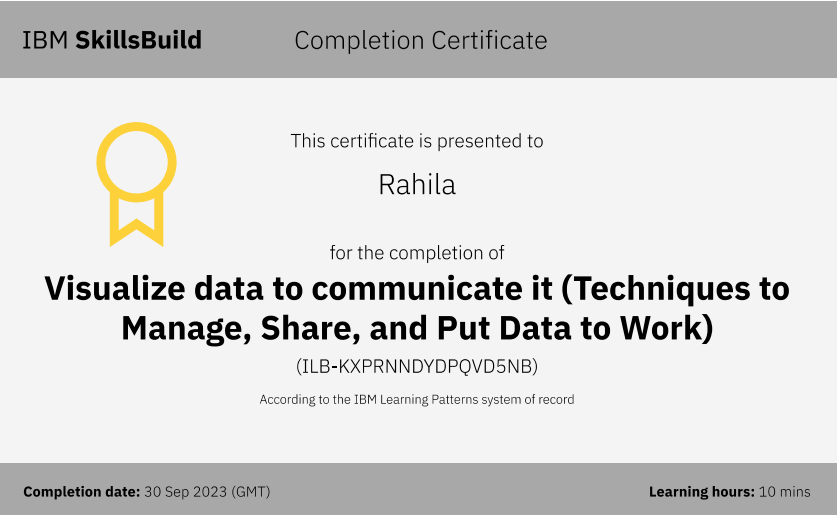 IBM SkillsBuild
Completion Certificate
This certificate is presented to
Rahila
for the completion of
Visualize data to communicate it (Techniques to
Manage, Share, and Put Data to Work)
(ILB-KXPRNNDYDPQVD5NB)
According to the IBM Learning Patterns system of record
Completion date: 30 Sep 2023 (GMT)
Learning hours: 10 mins